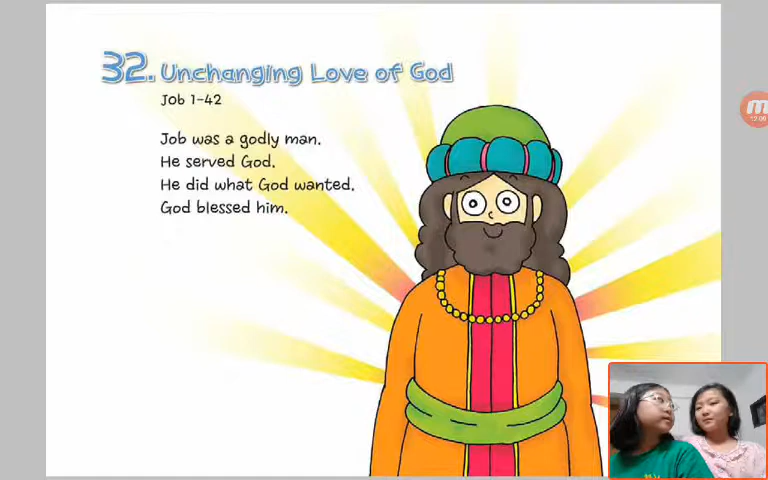 32. Unchanging Love of God
Job 1-42
Job was a godly man.
He served God.
He did what God wanted.
God blessed him.